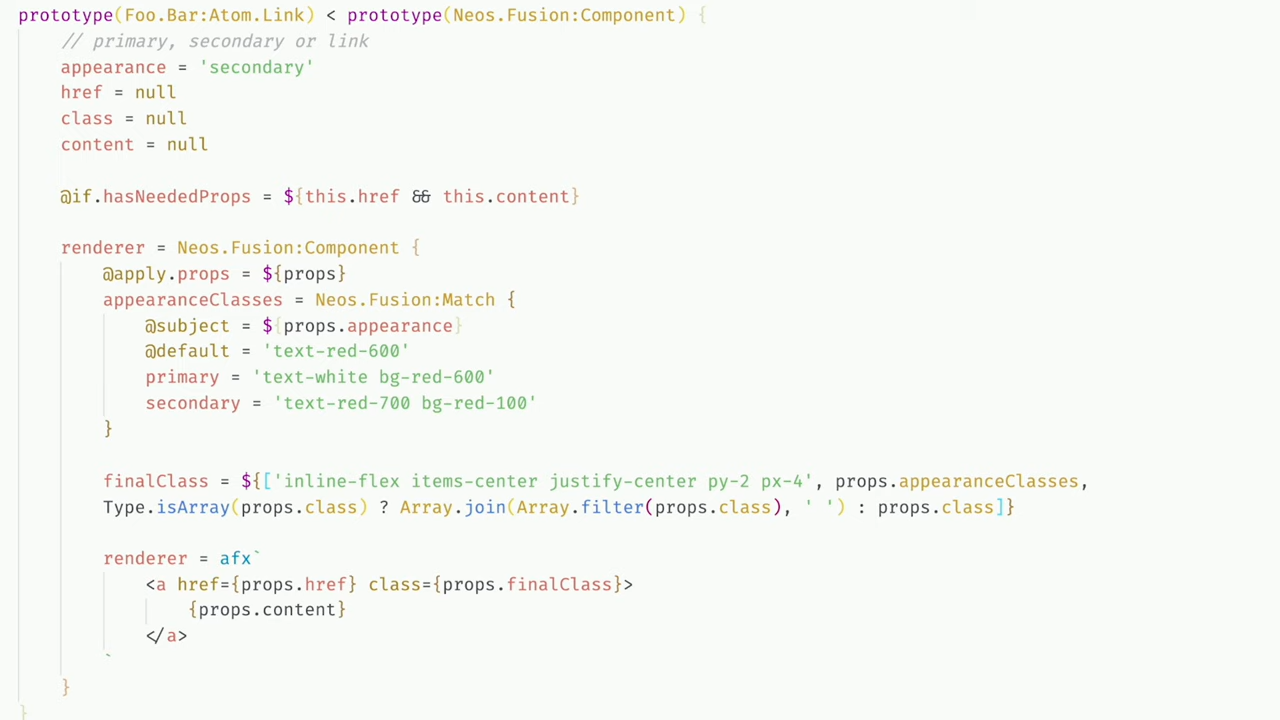 prototype(Foo.Bar:Atom.Link) < prototype(Neos.Fusion:Component) {
    // primary, secondary or link
    appearance = 'secondary'
    href = null
    class = null
    content = null

    @if.hasNeededProps = ${this.href && this.content}

    renderer = Neos.Fusion:Component {
        @apply.props = ${props}
        appearanceClasses = Neos.Fusion:Match {
            @subject = ${props.appearance}
            @default = 'text-red-600'
            primary = 'text-white bg-red-600'
            secondary = 'text-red-700 bg-red-100'
        }

        finalClass = ${['inline-flex items-center justify-center py-2 px-4', props.appearanceClasses,
        Type.isArray(props.class) ? Array.join(Array.filter(props.class), ' ') : props.class]}

        renderer = afx`
            <a href={props.href} class={props.finalClass}>
                {props.content}
            </a>
        `
    }
}